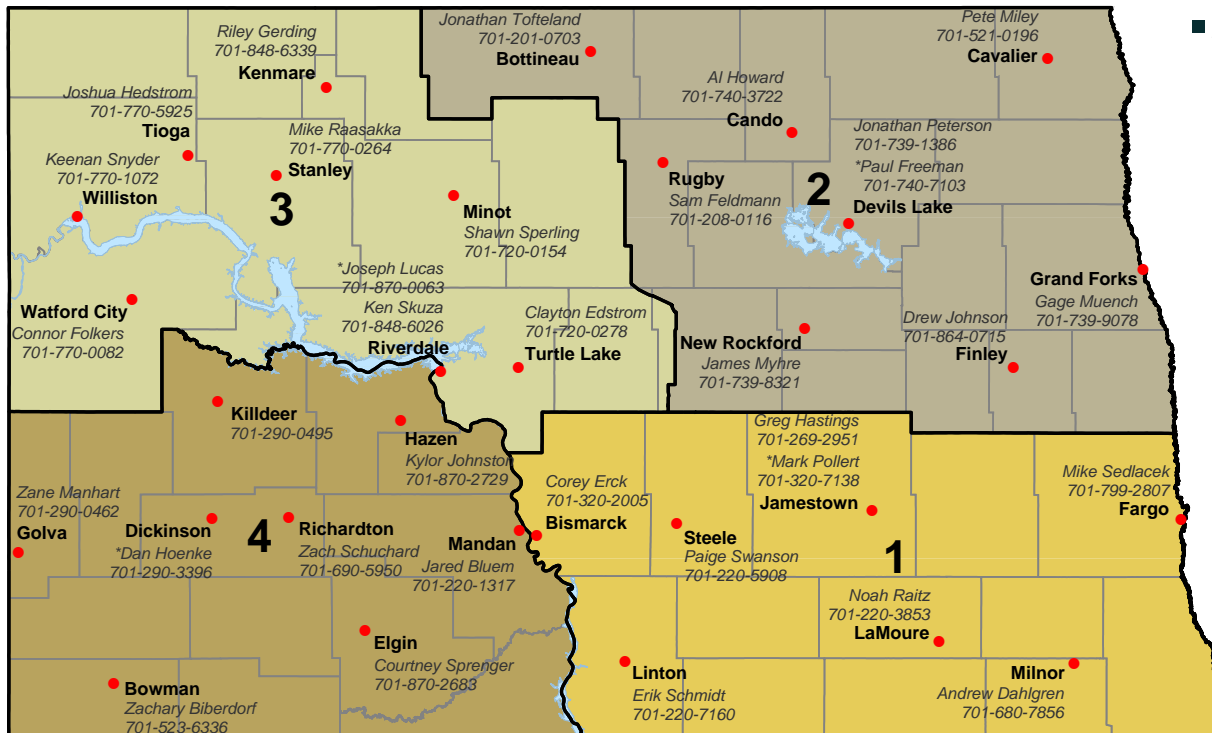 Riley Gerding
701-848-6339
Kenmare
Joshua Hedstrom
701-770-5925
Tioga
Keenan Snyder
701-770-1072
Williston
Mike Raasakka
701-770-0264
Stanley
3
Minot
Shawn Sperling
701-720-0154
*Joseph Lucas
701-870-0063
Ken Skuza
701-848-6026
Riverdale
Clayton Edstrom
701-720-0278
Turtle Lake
Watford City
Connor Folkers
701-770-0082
Jonathan Tofteland
701-201-0703
Bottineau
Pete Miley
701-521-0196
Cavalier
Al Howard
701-740-3722
Cando
Jonathan Peterson
701-739-1386
*Paul Freeman
701-740-7103
Devils Lake
2
Rugby
Sam Feldmann
701-208-0116
Grand Forks
Gage Muench
701-739-9078
New Rockford
James Myhre
701-739-8321
Drew Johnson
701-864-0715
Finley
Killdeer
701-290-0495
Hazen
Kylor Johnston
701-870-2729
Zane Manhart
701-290-0462
Golva
Dickinson
*Dan Hoenke
701-290-3396
4
Richardton
Zach Schuchard
701-690-5950
Mandan
Jared Bluem
701-220-1317
Elgin
Courtney Sprenger
701-870-2683
Bowman
Zachary Biberdorf
701-523-6336
Corey Erck
701-320-2005
Bismarck
Steele
Paige Swanson
701-220-5908
Greg Hastings
701-269-2951
*Mark Pollert
701-320-7138
Jamestown
1
Mike Sedlacek
701-799-2807
Fargo
Noah Raitz
701-220-3853
LaMoure
Linton
Erik Schmidt
701-220-7160
Milnor
Andrew Dahlgren
701-680-7856